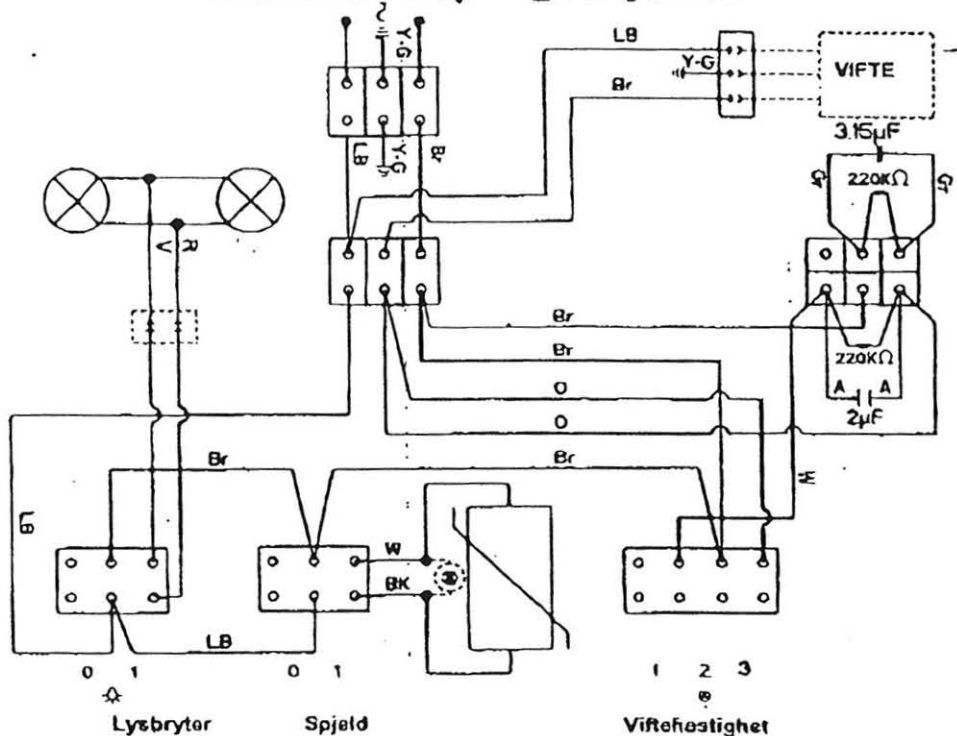 ~
Y-G
Y-G
LB
Y-G
Br
VIFTE
3.15µF
LB
Y-G
Br
Gr
220KΩ
Gr
V
R
Br
Br
220KΩ
O
A
A
2µF
O
Br
Br
W
LB
W
BK
LB
0 1
0 1
1 2 3
Lysbryter
Spjeld
Viftehastighet